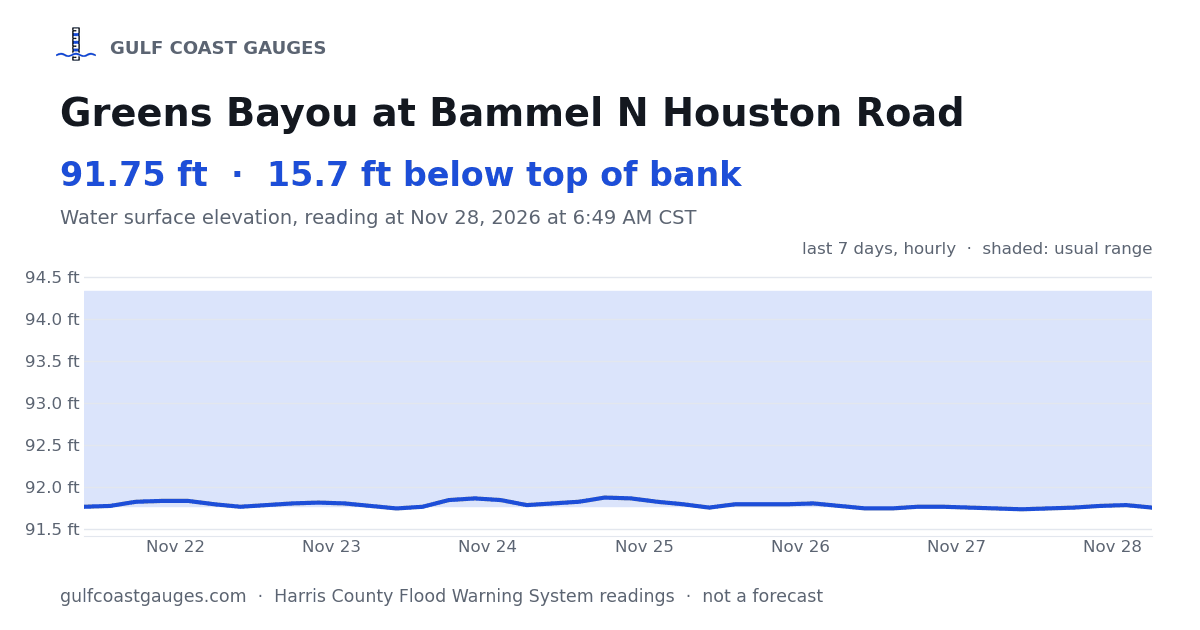 GULF COAST GAUGES
Greens Bayou at Bammel N Houston Road
91.75 ft · 15.7 ft below top of bank
Water surface elevation, reading at Nov 28, 2026 at 6:49 AM CST
last 7 days, hourly · shaded: usual range
94.5 ft
94.0 ft
93.5 ft
93.0 ft
92.5 ft
92.0 ft
91.5 ft
Nov 22 Nov 23 Nov 24 Nov 25 Nov 26 Nov 27 Nov 28
gulfcoastgauges.com · Harris County Flood Warning System readings · not a forecast